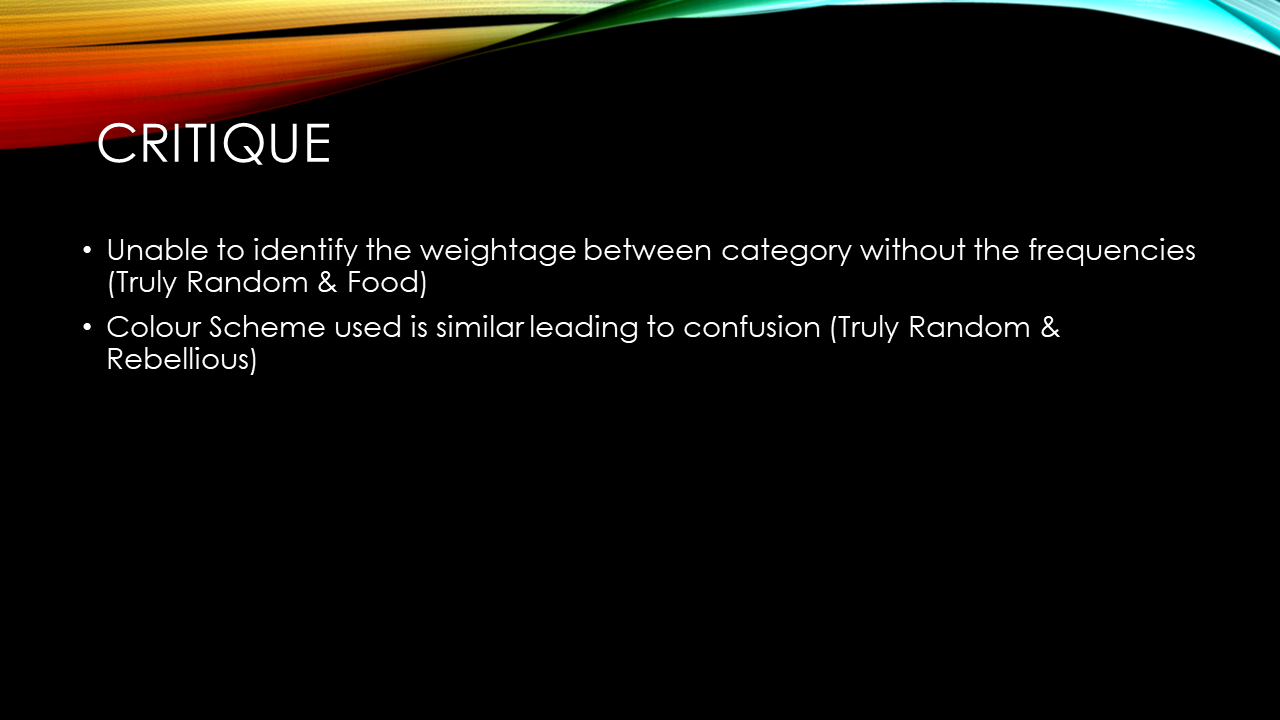 CRITIQUE
• Unable to identify the weightage between category without the frequencies
(Truly Random & Food)
• Colour Scheme used is similar leading to confusion (Truly Random &
Rebellious)